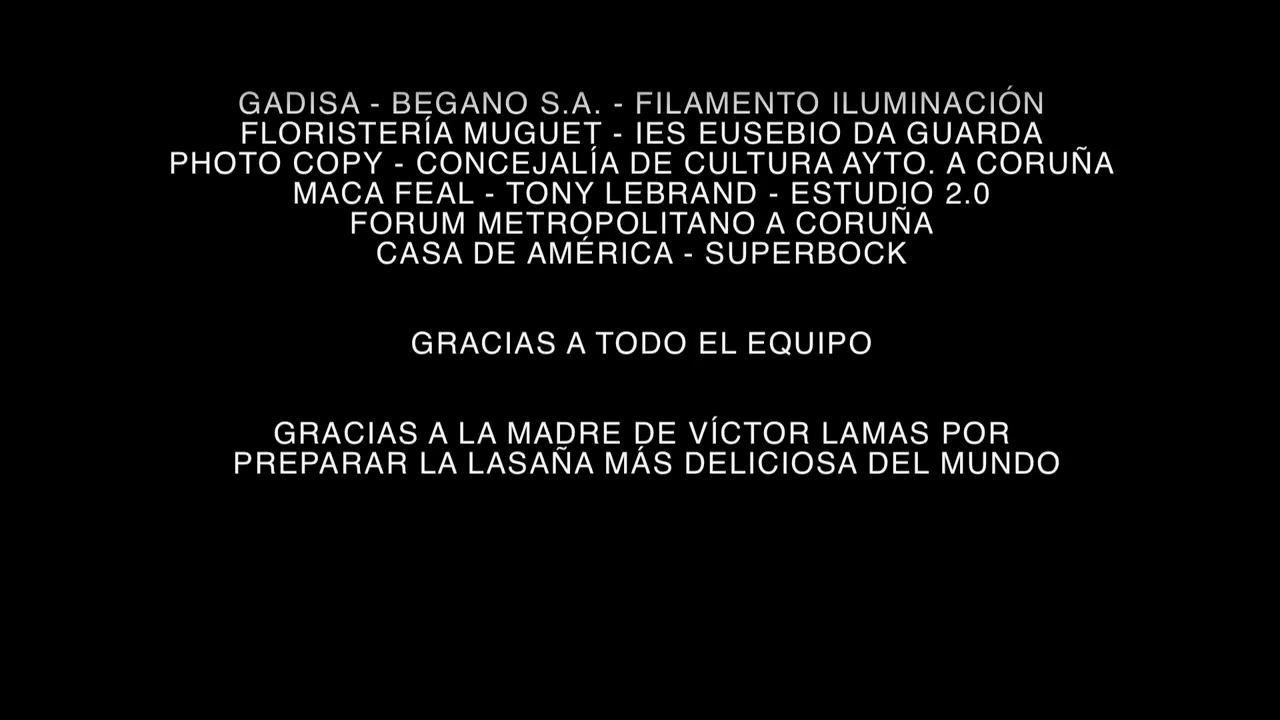 GADISA - BEGANO S.A. - FILAMENTO ILUMINACIÓN
FLORISTERÍA MUGUET - IES EUSEBIO DA GUARDA
PHOTO COPY - CONCEJALÍA DE CULTURA AYTO. A CORUÑA
MACA FEAL - TONY LEBRAND - ESTUDIO 2.0
FORUM METROPOLITANO A CORUÑA
CASA DE AMÉRICA - SUPERBOCK
GRACIAS A TODO EL EQUIPO
GRACIAS A LA MADRE DE VÍCTOR LAMAS POR
PREPARAR LA LASAÑA MÁS DELICIOSA DEL MUNDO